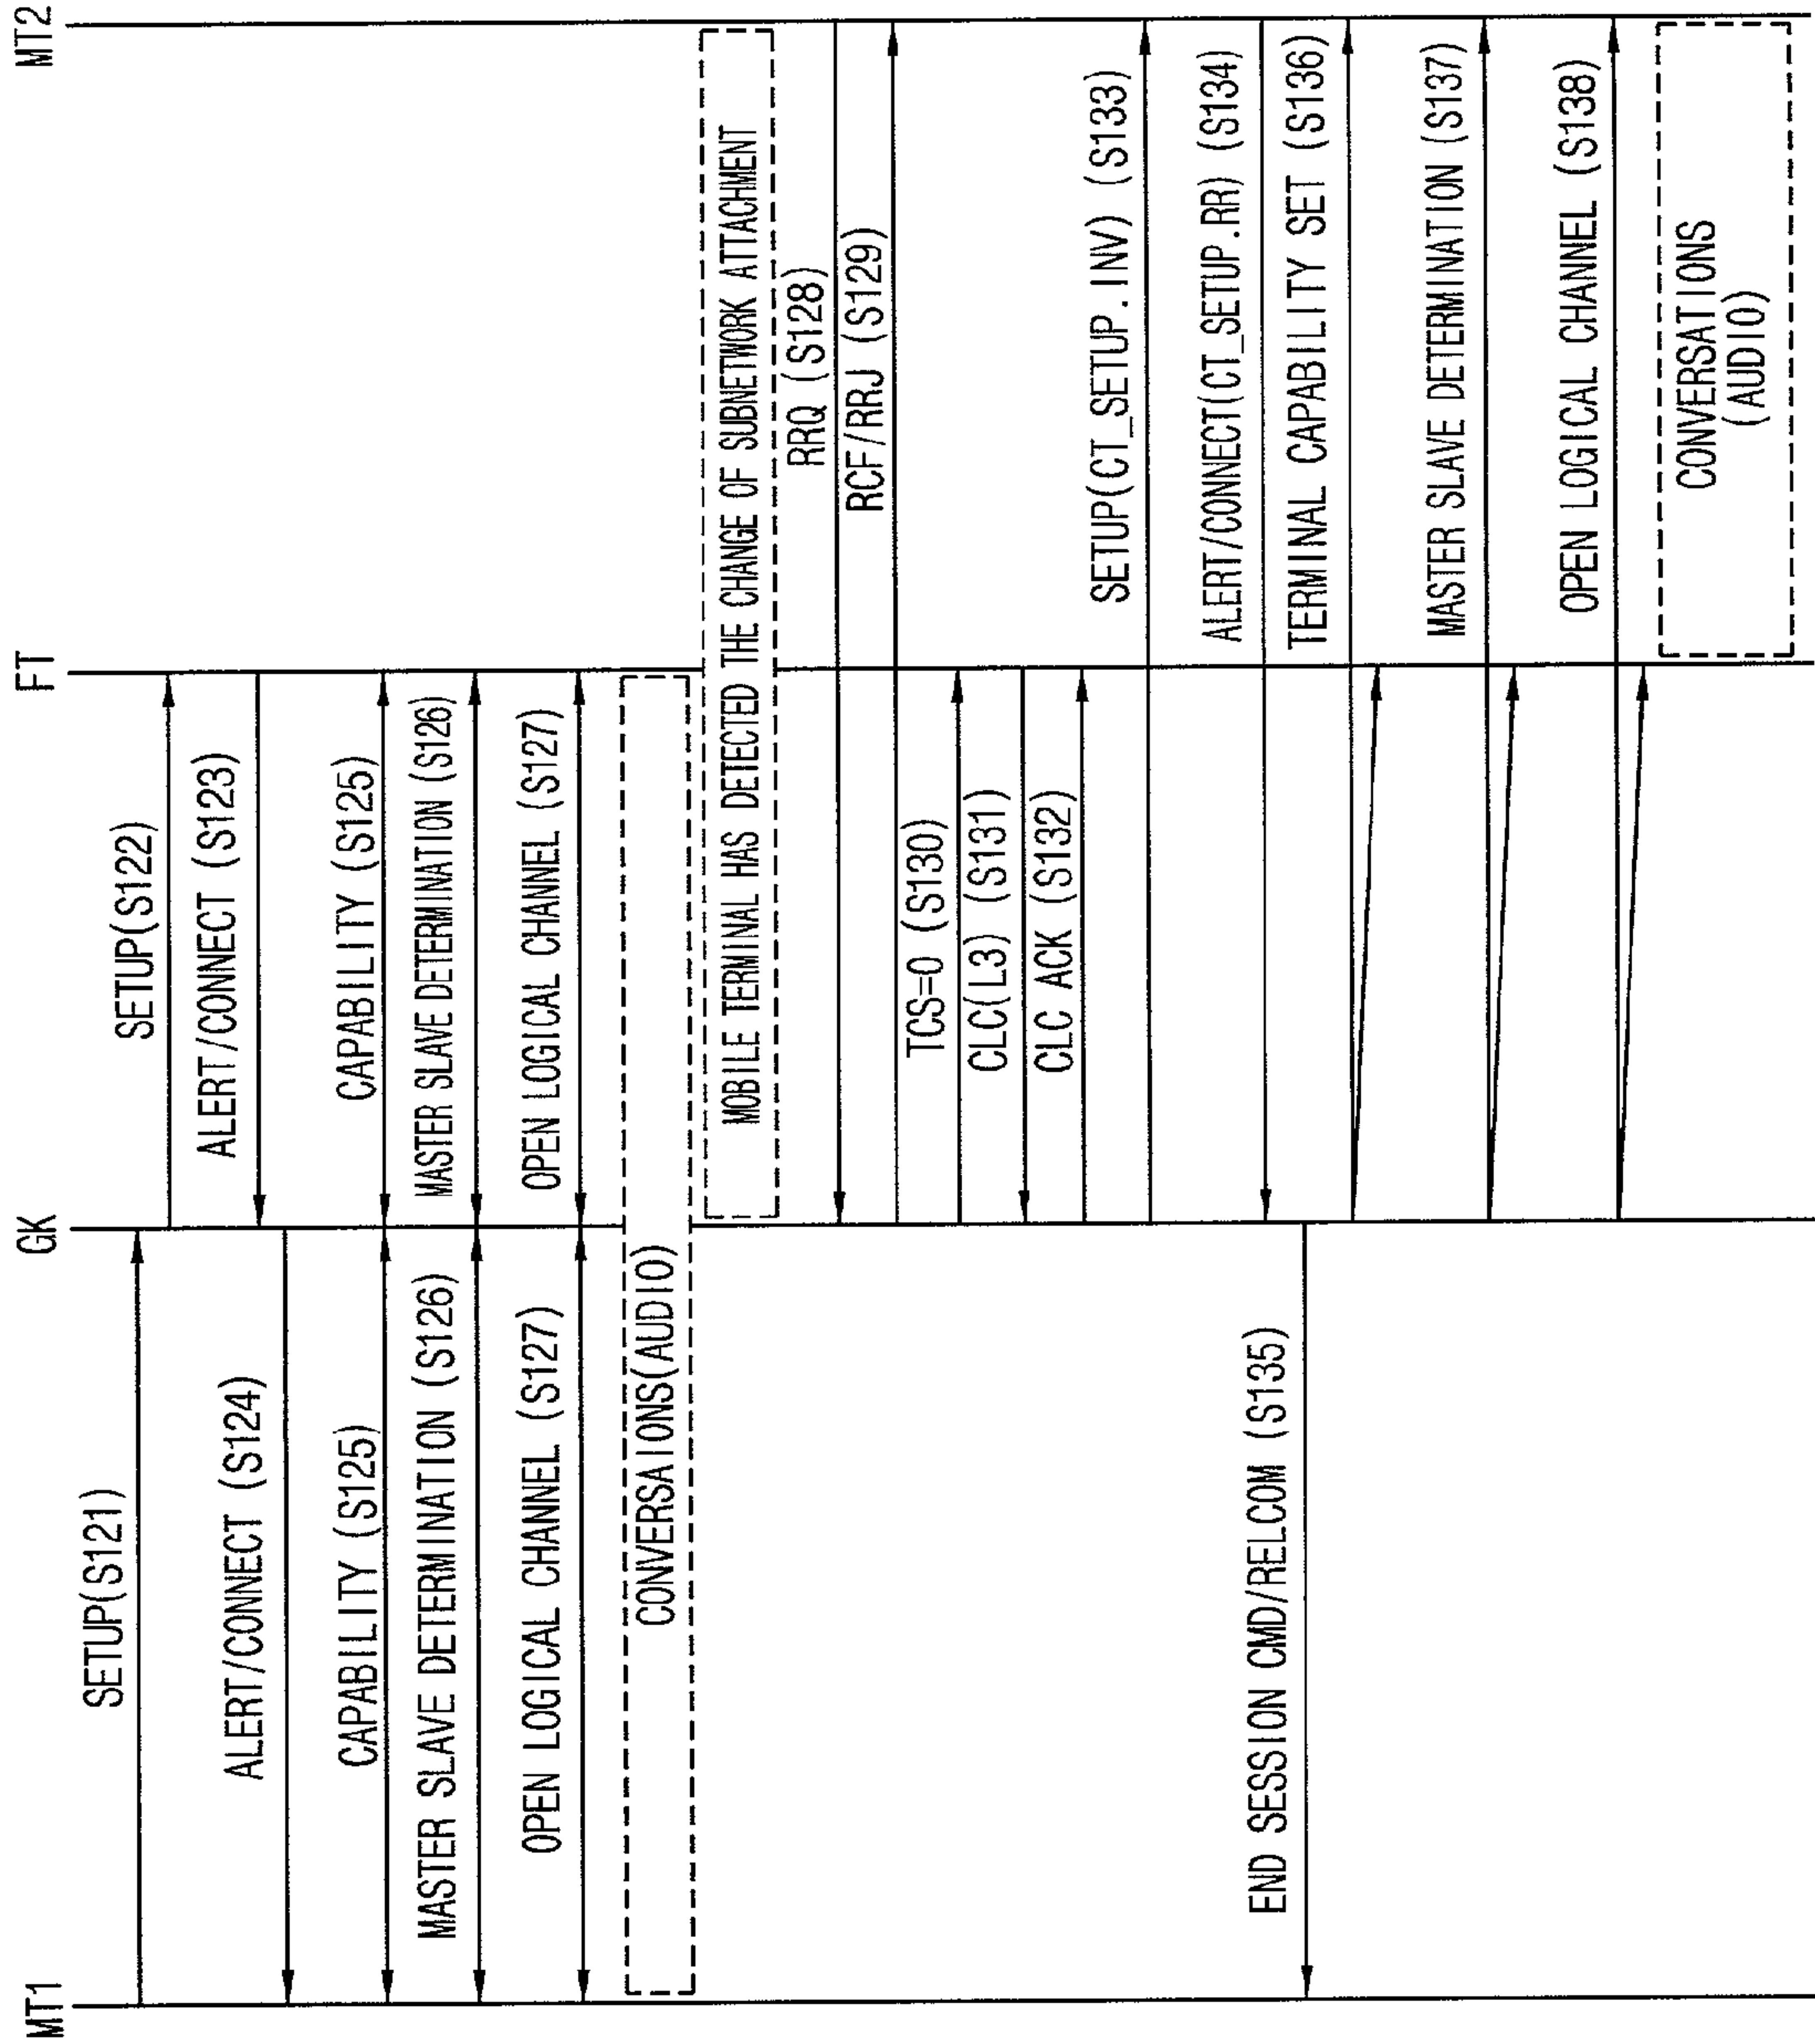 MT1
GK
FT
MT2
SETUP(S121)
SETUP(S122)
ALERT/CONNECT (S123)
ALERT/CONNECT (S124)
CAPABILITY (S125)
CAPABILITY (S125)
MASTER SLAVE DETERMINATION (S126)
MASTER SLAVE DETERMINATION (S126)
OPEN LOGICAL CHANNEL (S127)
OPEN LOGICAL CHANNEL (S127)
CONVERSAIONS(AUDIO)
MOBILE TERMINAL HAS DETECTED THE CHANGE OF SUBNETWORK ATTACHMENT
RRQ (S128)
RCF/RRJ (S129)
TCS=0 (S130)
CLC(L3) (S131)
CLC ACK (S132)
SETUP(CT_SETUP.INV) (S133)
ALERT/CONNECT(CT_SETUP.RR) (S134)
END SESSION CMD/RELCOM (S135)
TERMINAL CAPABILITY SET (S136)
MASTER SLAVE DETERMINATION (S137)
OPEN LOGICAL CHANNEL (S138)
CONVERSATIONS
(AUDIO)